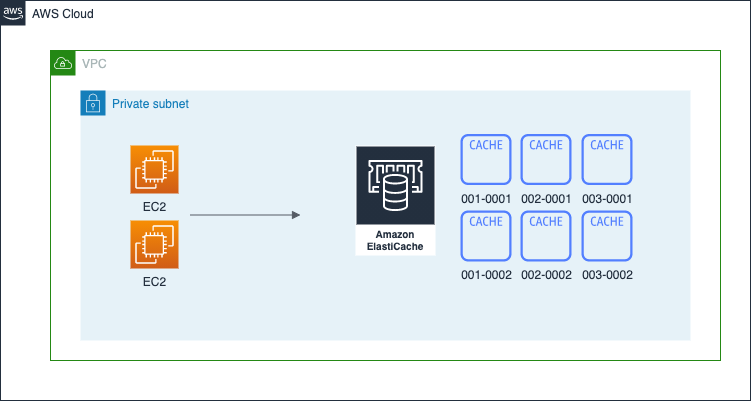 aws
AWS Cloud
VPC
Private subnet
EC2
EC2
Amazon
ElastiCache
CACHE CACHE CACHE
001-0001 002-0001 003-0001
CACHE CACHE CACHE
001-0002 002-0002 003-0002